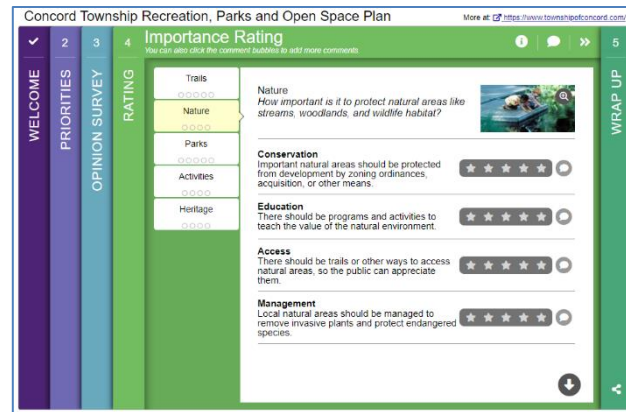 Concord Township Recreation, Parks and Open Space Plan
More at: https://www.townshipofconcord.com/
WELCOME
2
PRIORITIES
3
OPINION SURVEY
4
RATING
Importance Rating
You can also click the comment bubbles to add more comments.
5
WRAP UP
Trails
Nature
Parks
Activities
Heritage
Nature
How important is it to protect natural areas like
streams, woodlands, and wildlife habitat?
Conservation
Important natural areas should be protected
from development by zoning ordinances,
acquisition, or other means.
Education
There should be programs and activities to
teach the value of the natural environment.
Access
There should be trails or other ways to access
natural areas, so the public can appreciate
them.
Management
Local natural areas should be managed to
remove invasive plants and protect endangered
species.